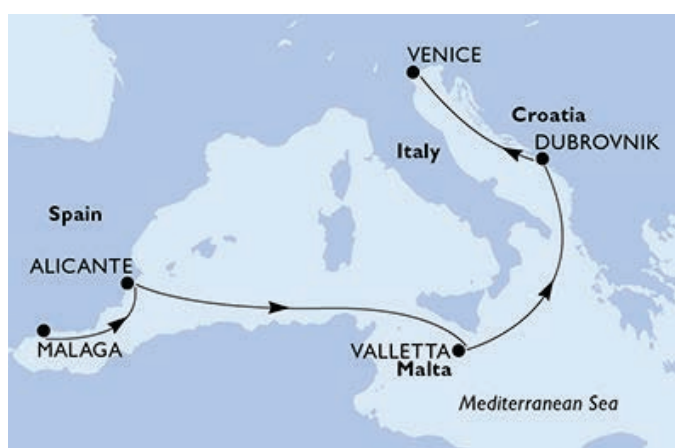 VENICE
Croatia
DUBROVNIK
Italy
Spain
ALICANTE
MALAGA
VALLETTA
Malta
Mediterranean Sea